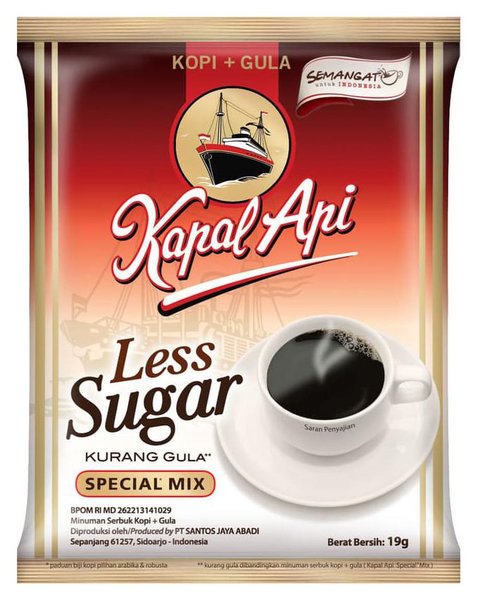 KOPI + GULA
SEMANGAT
untuk INDONESIA
Kapal Api
Less
Sugar
KURANG GULA**
SPECIAL* MIX
Saran Penyajian
BPOM RI MD 262213141029
Minuman Serbuk Kopi + Gula
Diproduksi oleh/Produced by PT SANTOS JAYA ABADI
Sepanjang 61257, Sidoarjo - Indonesia
Berat Bersih: 19g
* paduan biji kopi pilihan arabika & robusta
** kurang gula dibandingkan minuman serbuk kopi + gula ( Kapal Api "Special" Mix )